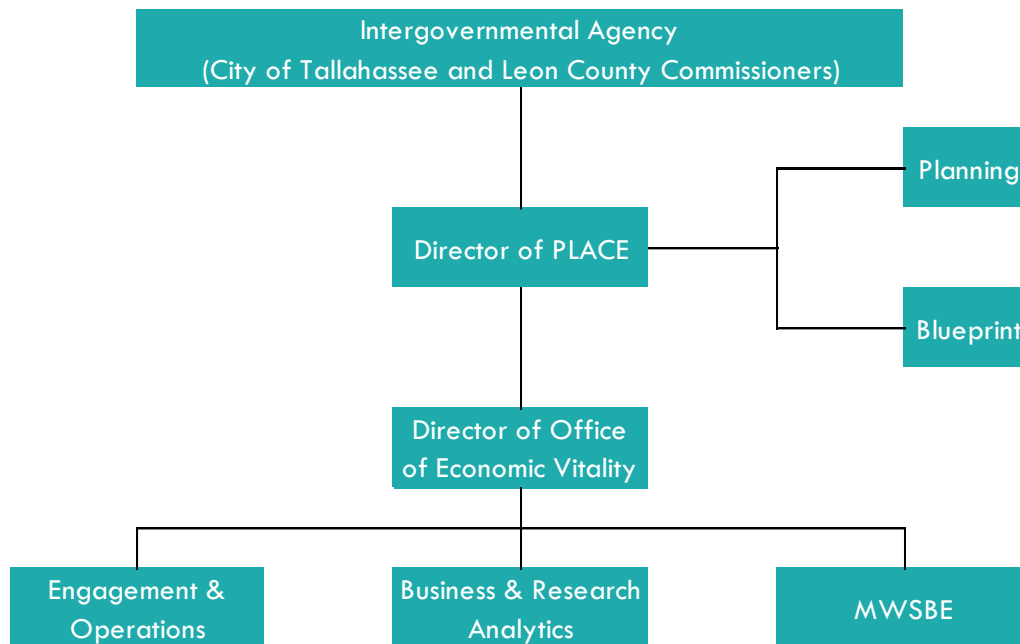 Intergovernmental Agency
(City of Tallahassee and Leon County Commissioners)
Planning
Director of PLACE
Blueprint
Director of Office
of Economic Vitality
Engagement &
Operations
Business & Research
Analytics
MWSBE